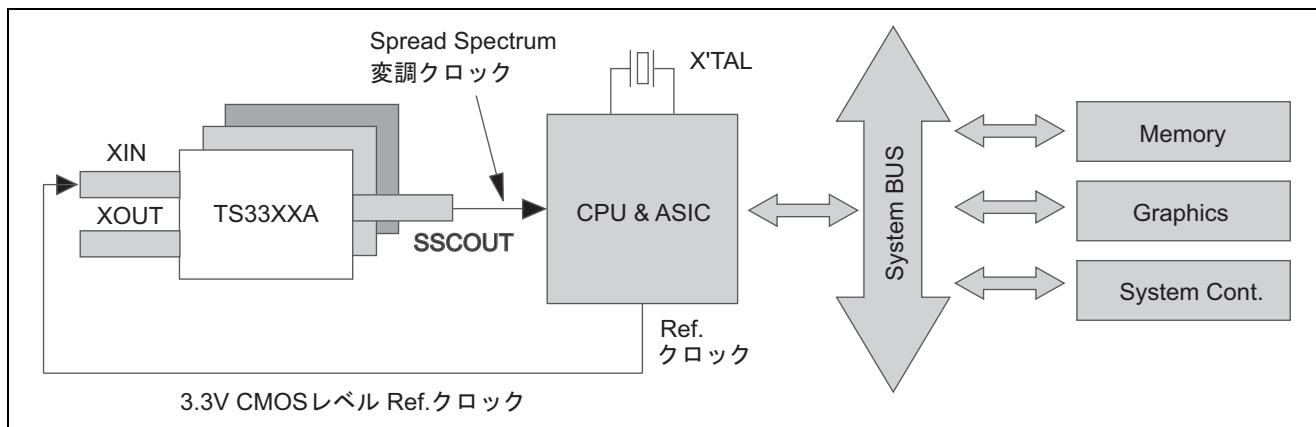 Spread Spectrum
変調クロック
X'TAL
XIN
XOUT
TS33XXA
SSCOUT
CPU & ASIC
System BUS
Memory
Graphics
System Cont.
Ref.
クロック
3.3V CMOSレベル Ref.クロック